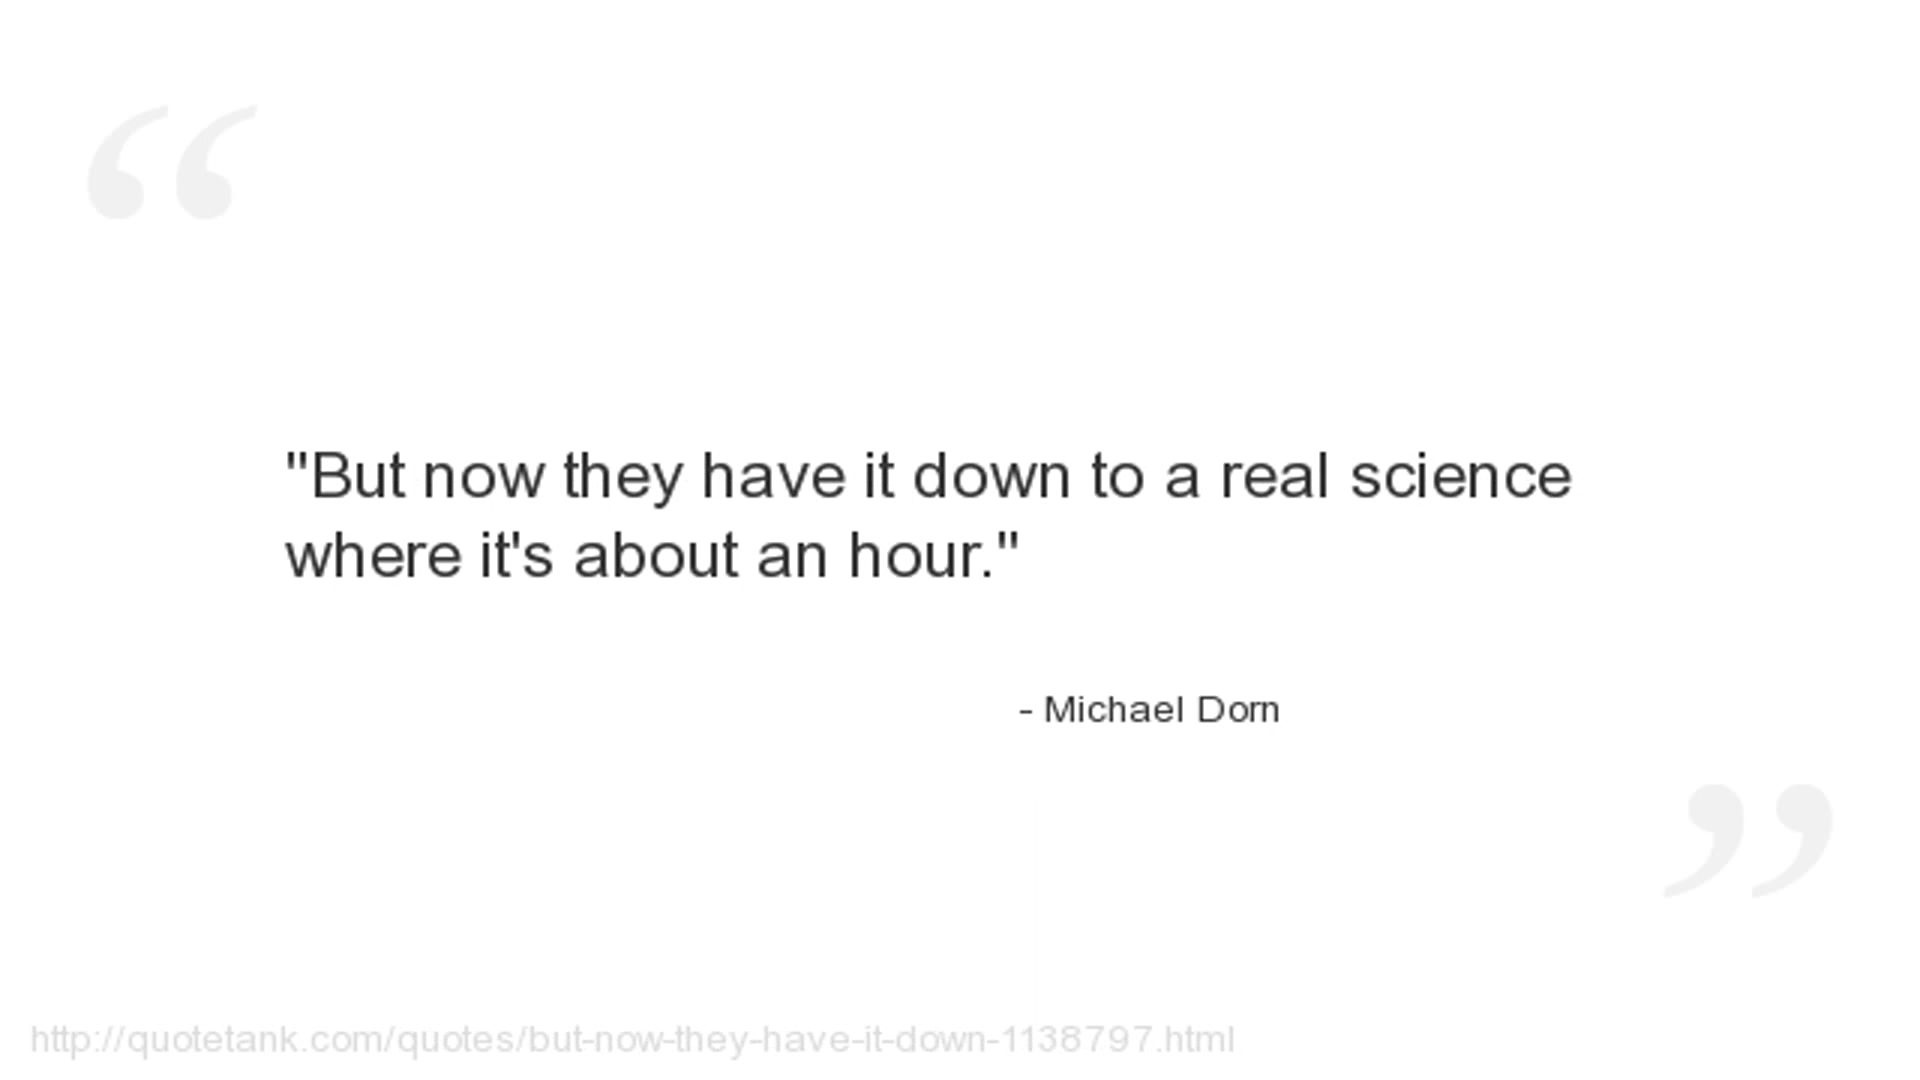 "But now they have it down to a real science
where it's about an hour."
- Michael Dorn
http://quotetank.com/quotes/but-now-they-have-it-down-1138797.html